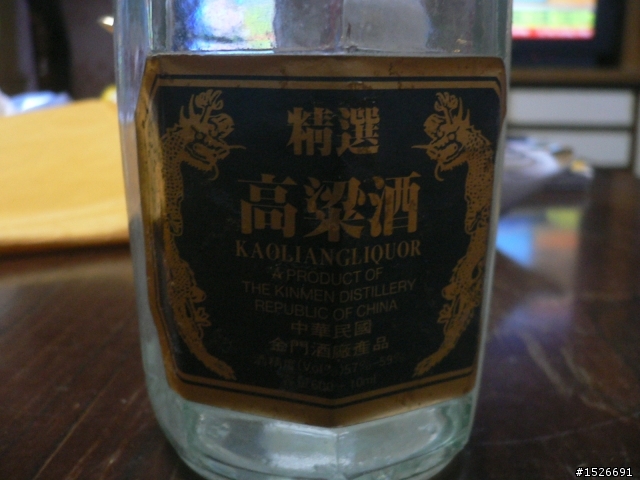 精選
高粱酒
KAOLIANGLIQUOR
A PRODUCT OF
THE KINMEN DISTILLERY
REPUBLIC OF CHINA
中華民國
金門酒廠產品
#1526691